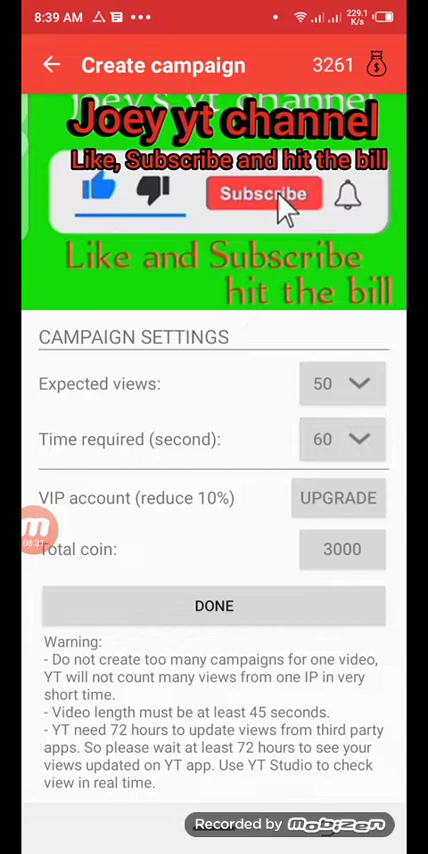 8:39 AM
229.1
K/s
Create campaign
3261
Joey's yt channel
Joey yt channel
Like, Subscribe and hit the bill
Subscribe
Like and Subscribe
hit the bill
CAMPAIGN SETTINGS
Expected views:
50
Time required (second):
60
VIP account (reduce 10%)
UPGRADE
Total coin:
3000
DONE
Warning:
- Do not create too many campaigns for one video,
YT will not count many views from one IP in very
short time.
- Video length must be at least 45 seconds.
- YT need 72 hours to update views from third party
apps. So please wait at least 72 hours to see your
views updated on YT app. Use YT Studio to check
view in real time.
Recorded by mobizen